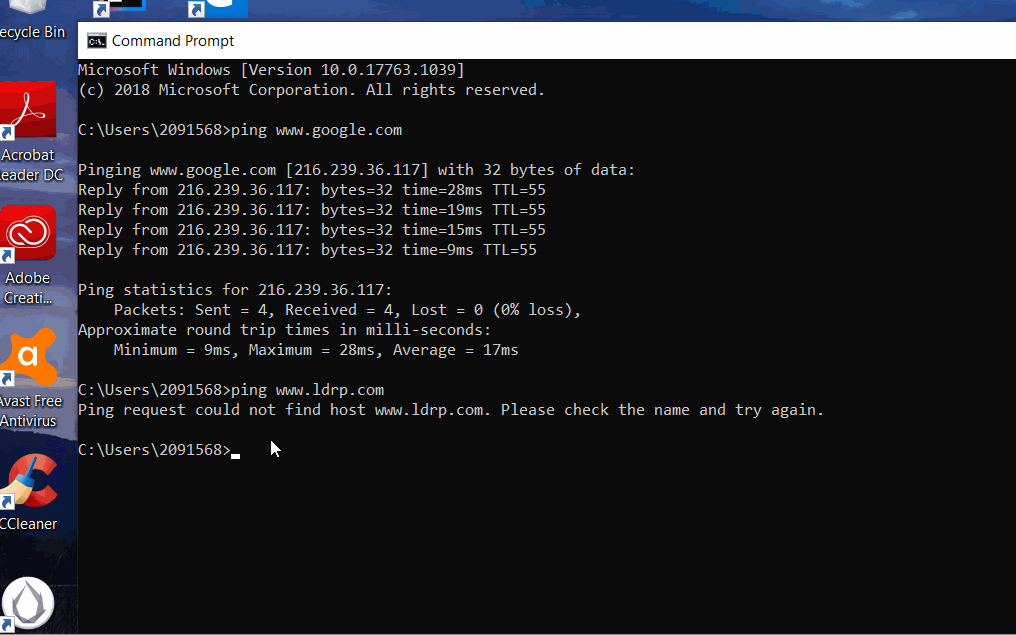 ecycle Bin
Command Prompt
Microsoft Windows [Version 10.0.17763.1039]
(c) 2018 Microsoft Corporation. All rights reserved.
C:\Users\2091568>ping www.google.com
Pinging www.google.com [216.239.36.117] with 32 bytes of data:
Reply from 216.239.36.117: bytes=32 time=28ms TTL=55
Reply from 216.239.36.117: bytes=32 time=19ms TTL=55
Reply from 216.239.36.117: bytes=32 time=15ms TTL=55
Reply from 216.239.36.117: bytes=32 time=9ms TTL=55
Ping statistics for 216.239.36.117:
Packets: Sent = 4, Received = 4, Lost = 0 (0% loss),
Approximate round trip times in milli-seconds:
Minimum = 9ms, Maximum = 28ms, Average = 17ms
C:\Users\2091568>ping www.ldrp.com
Ping request could not find host www.ldrp.com. Please check the name and try again.
C:\Users\2091568>
Acrobat
eader DC
Adobe
Creati...
a
Avast Free
Antivirus
CCleaner